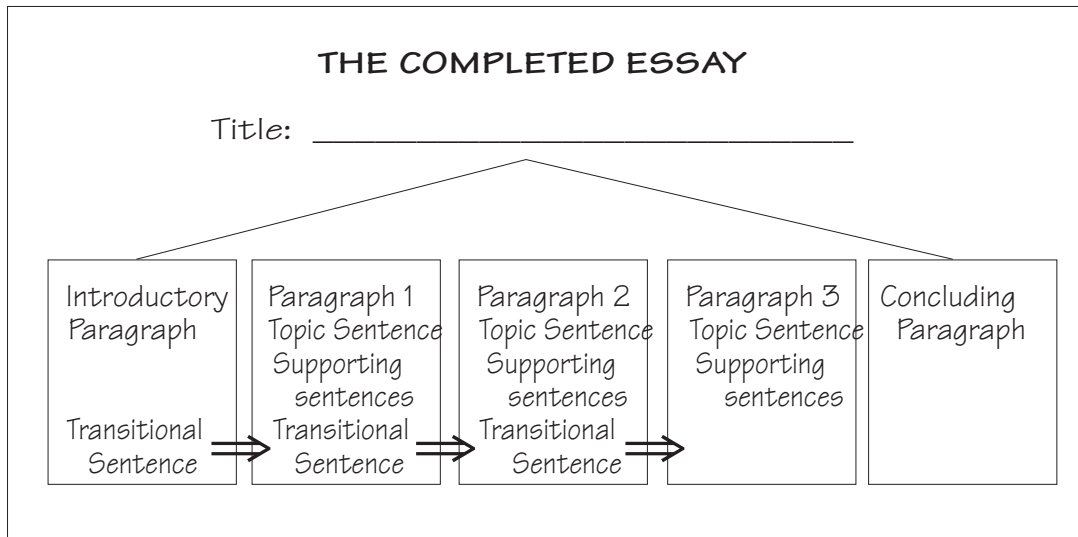 THE COMPLETED ESSAY
Title: ______________________________
Introductory
Paragraph
Transitional
Sentence
Paragraph 1
Topic Sentence
Supporting
sentences
Transitional
Sentence
Paragraph 2
Topic Sentence
Supporting
sentences
Transitional
Sentence
Paragraph 3
Topic Sentence
Supporting
sentences
Concluding
Paragraph